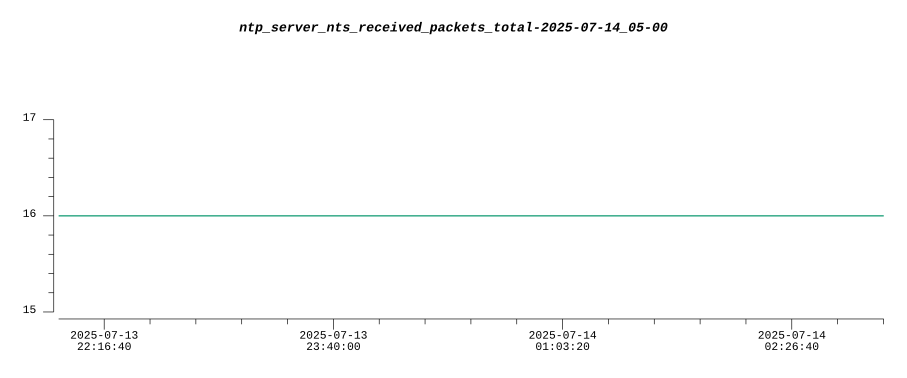 ntp_server_nts_received_packets_total-2025-07-14_05-00
17
16
15
2025-07-13 2025-07-13 2025-07-14 2025-07-14
22:16:40 23:40:00 01:03:20 02:26:40